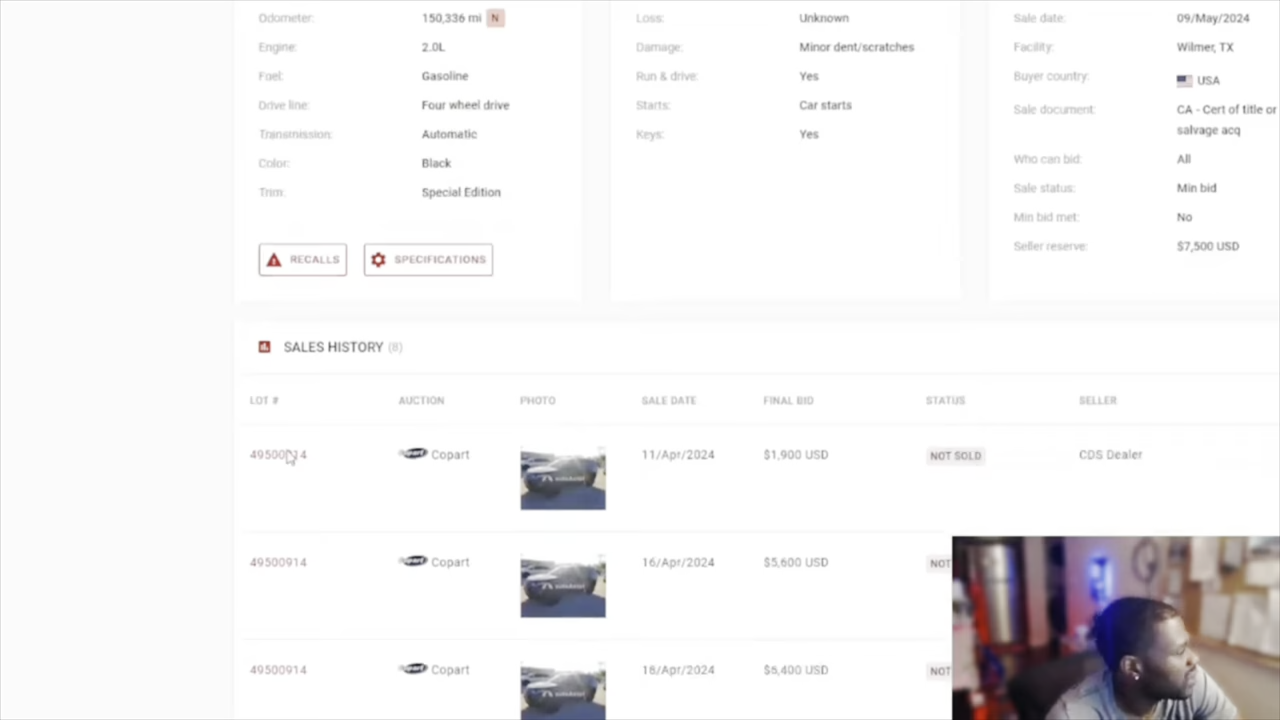 Odometer: 150,336 mi N
Engine: 2.0L
Fuel: Gasoline
Drive line: Four wheel drive
Transmission: Automatic
Color: Black
Trim: Special Edition
RECALLS SPECIFICATIONS
Loss: Unknown
Damage: Minor dent/scratches
Run & drive: Yes
Starts: Car starts
Keys: Yes
Sale date: 09/May/2024
Facility: Wilmer, TX
Buyer country: USA
Sale document: CA - Cert of title or
salvage acq
Who can bid: All
Sale status: Min bid
Min bid met: No
Seller reserve: $7,500 USD
SALES HISTORY (8)
LOT # AUCTION PHOTO SALE DATE FINAL BID STATUS SELLER
49500914 Copart 11/Apr/2024 $1,900 USD NOT SOLD CDS Dealer
49500914 Copart 16/Apr/2024 $5,600 USD NOT
49500914 Copart 18/Apr/2024 $6,400 USD NOT